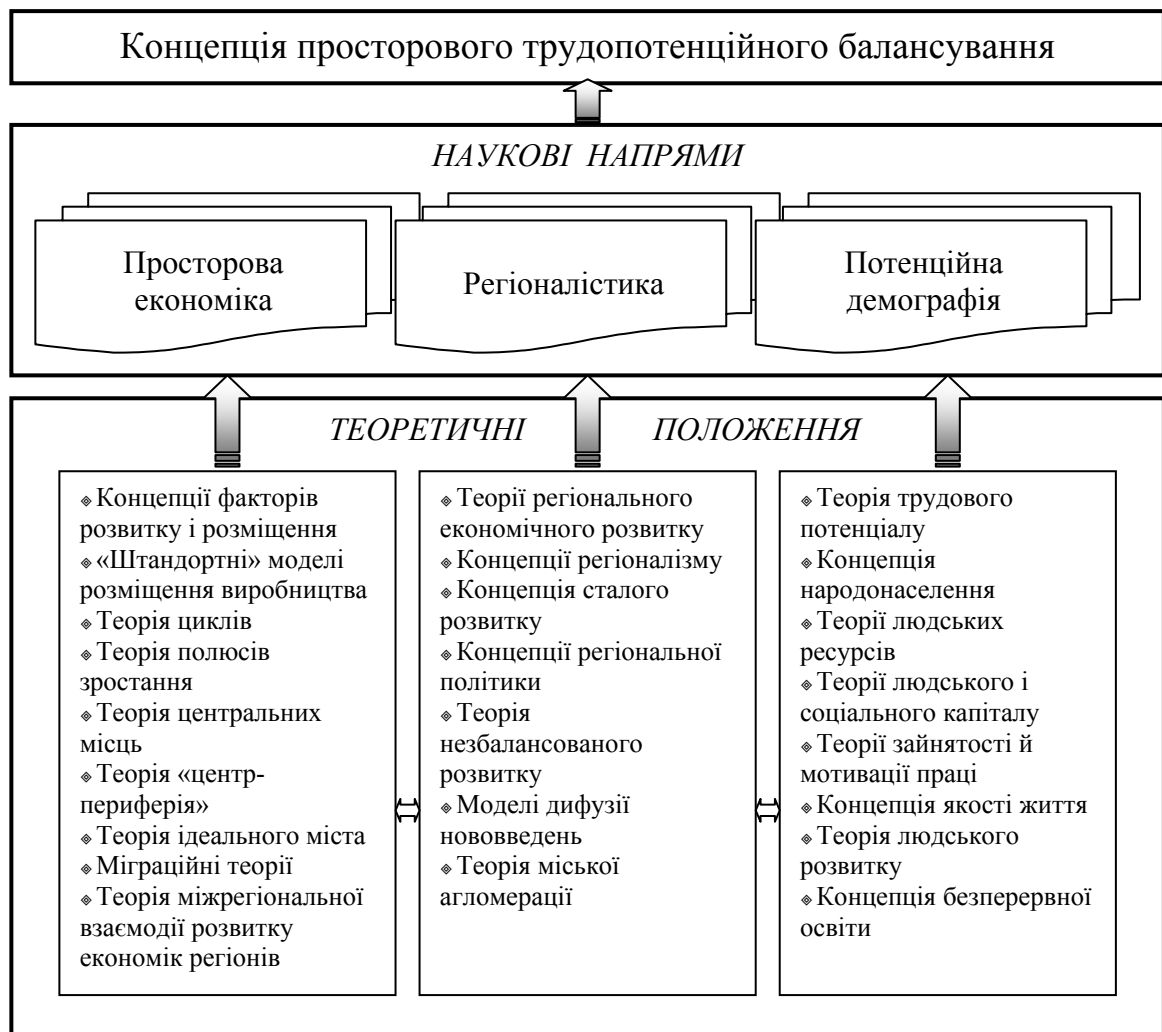 Концепція просторового трудопотенційного балансування
НАУКОВІ НАПРЯМИ
Просторова
економіка
Регіоналістика
Потенційна
демографія
ТЕОРЕТИЧНІ ПОЛОЖЕННЯ
Концепції факторів
розвитку і розміщення
«Штандортні» моделі
розміщення виробництва
Теорія циклів
Теорія полюсів
зростання
Теорія центральних
місць
Теорія «центр-
периферія»
Теорія ідеального міста
Міграційні теорії
Теорія міжрегіональної
взаємодії розвитку
економік регіонів
Теорії регіонального
економічного розвитку
Концепції регіоналізму
Концепція сталого
розвитку
Концепції регіональної
політики
Теорія
незбалансованого
розвитку
Моделі дифузії
нововведень
Теорія міської
агломерації
Теорія трудового
потенціалу
Концепція
народонаселення
Теорії людських
ресурсів
Теорії людського і
соціального капіталу
Теорії зайнятості й
мотивації праці
Концепція якості життя
Теорія людського
розвитку
Концепція безперервної
освіти